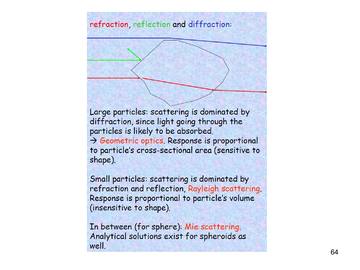 refraction, reflection and diffraction:
Large particles: scattering is dominated by
diffraction, since light going through the
particles is likely to be absorbed.
→ Geometric optics. Response is proportional
to particle's cross-sectional area (sensitive to
shape).
Small particles: scattering is dominated by
refraction and reflection, Rayleigh scattering.
Response is proportional to particle's volume
(insensitive to shape).
In between (for sphere): Mie scattering.
Analytical solutions exist for spheroids as
well.
64